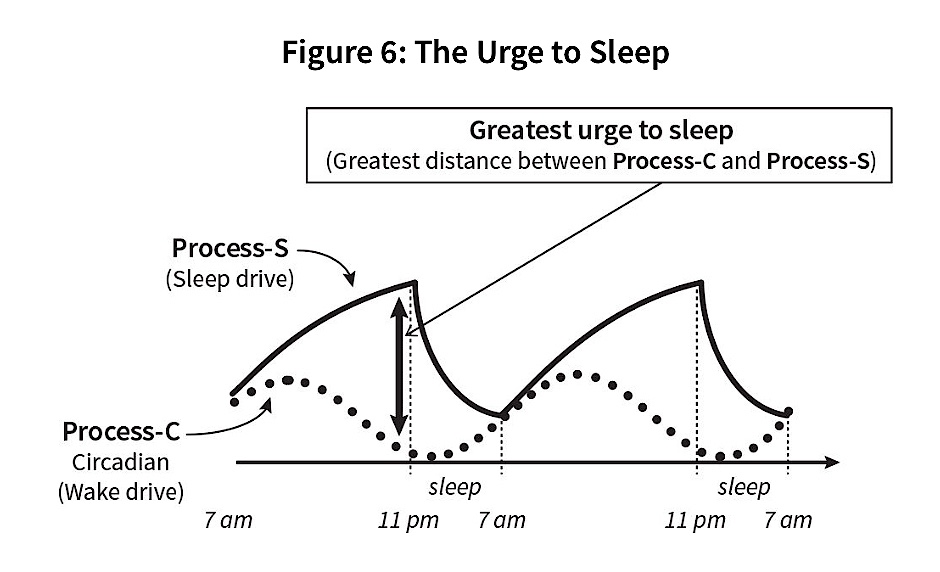 Figure 6: The Urge to Sleep
Greatest urge to sleep
(Greatest distance between Process-C and Process-S)
Process-S
(Sleep drive)
Process-C
Circadian
(Wake drive)
sleep
sleep
7 am
11 pm
7 am
11 pm
7 am